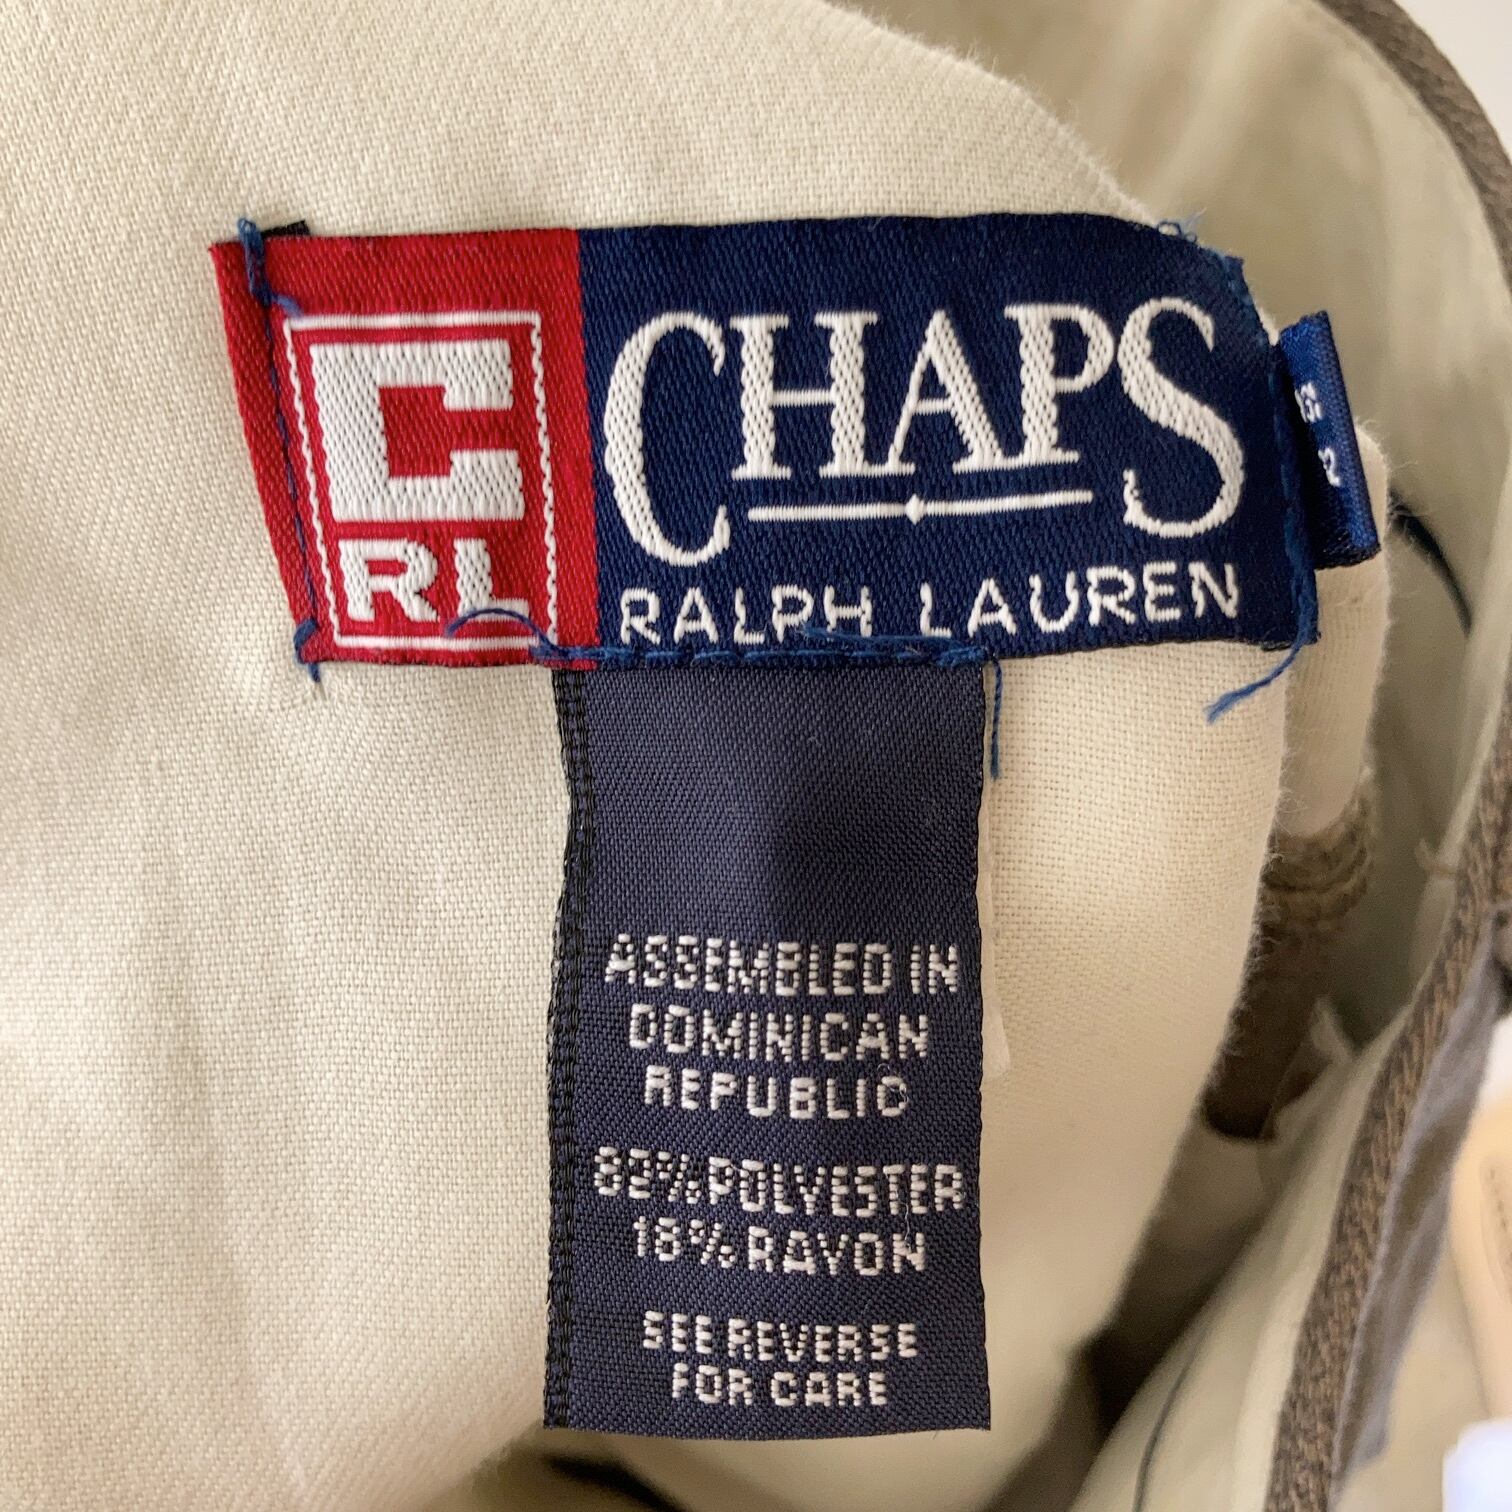 C
RL
CHAPS
RALPH LAUREN
ASSEMBLED IN
DOMINICAN
REPUBLIC
82% POLYESTER
18% RAYON
SEE REVERSE
FOR CARE